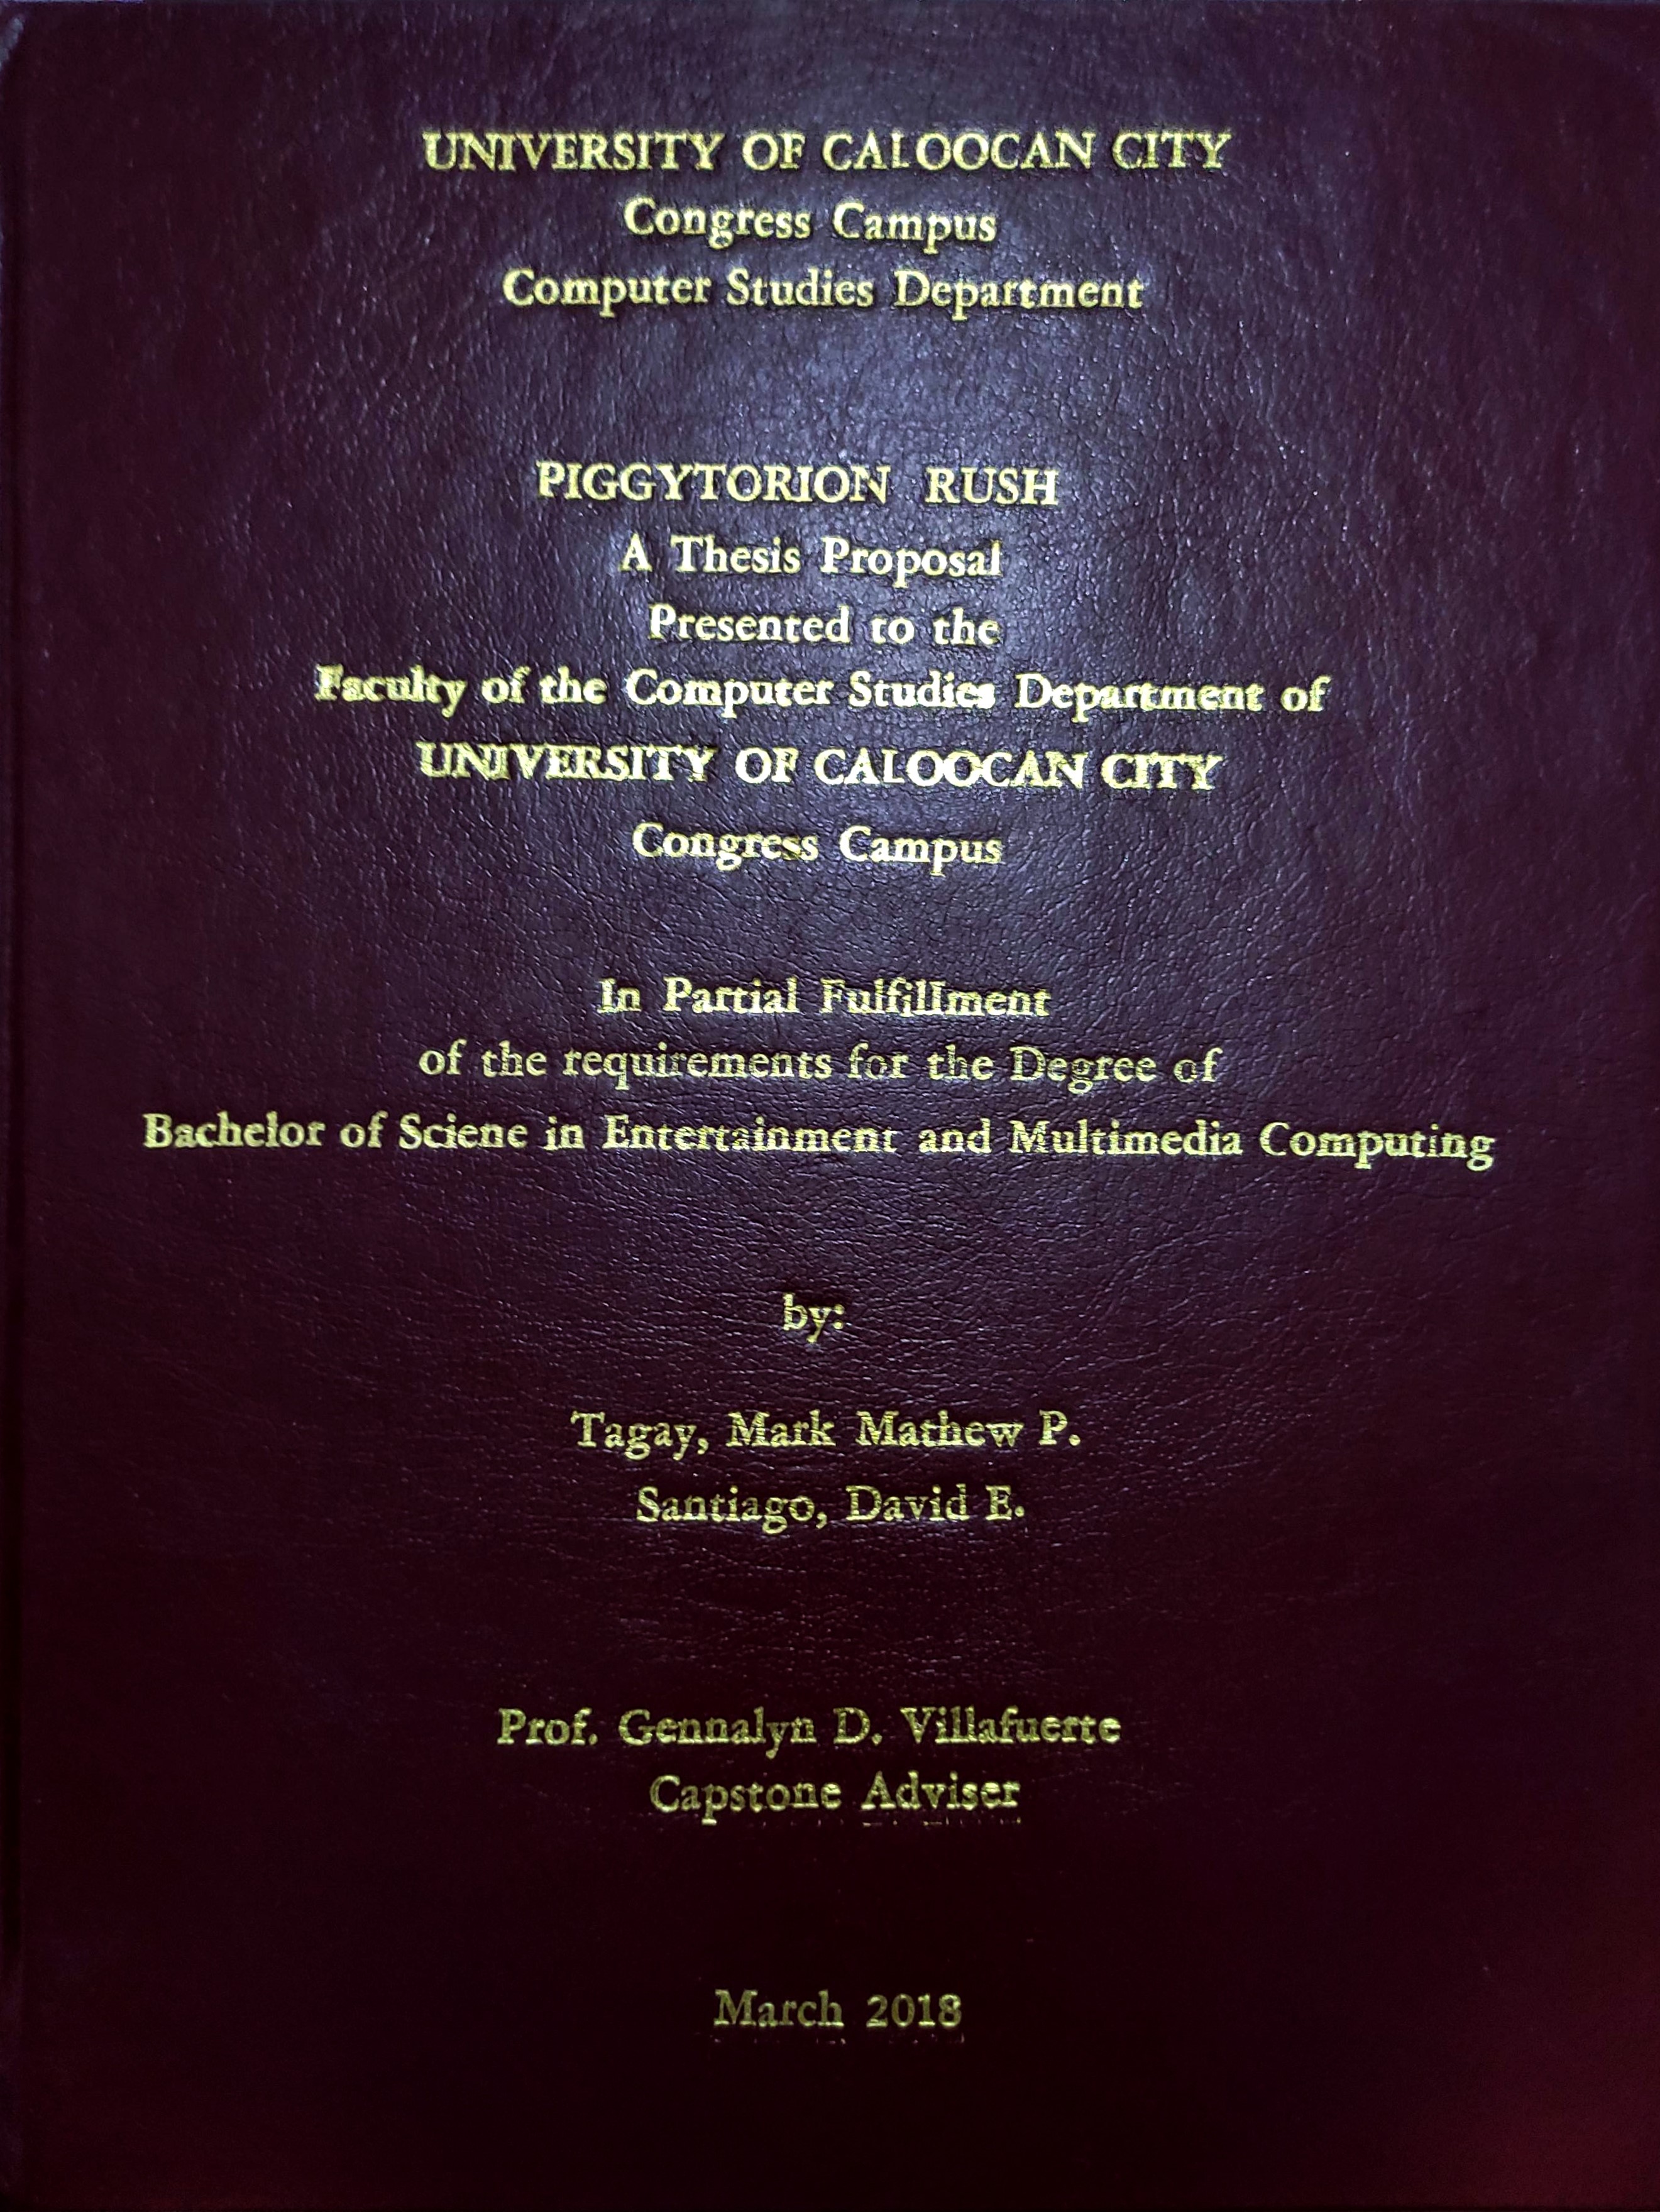 UNIVERSITY OF CALOOCAN CITY
Congress Campus
Computer Studies Department
PIGGYTORION RUSH
A Thesis Proposal
Presented to the
Faculty of the Computer Studies Department of
UNIVERSITY OF CALOOCAN CITY
Congress Campus
In Partial Fulfillment
of the requirements for the Degree of
Bachelor of Sciene in Entertainment and Multimedia Computing
by:
Tagay, Mark Mathew P.
Santiago, David E.
Prof. Gennalyn D. Villafuerte
Capstone Adviser
March 2018